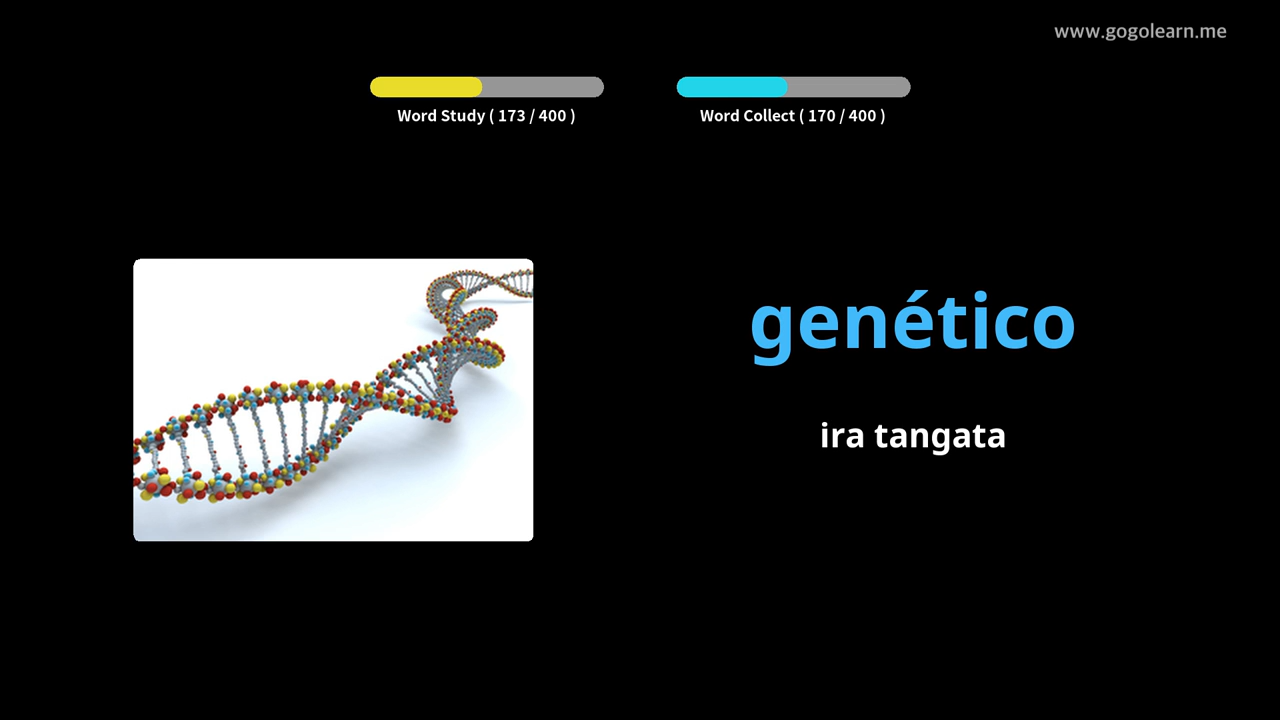 www.gogolearn.me
Word Study ( 173 / 400 )
Word Collect ( 170 / 400 )
genético
ira tangata